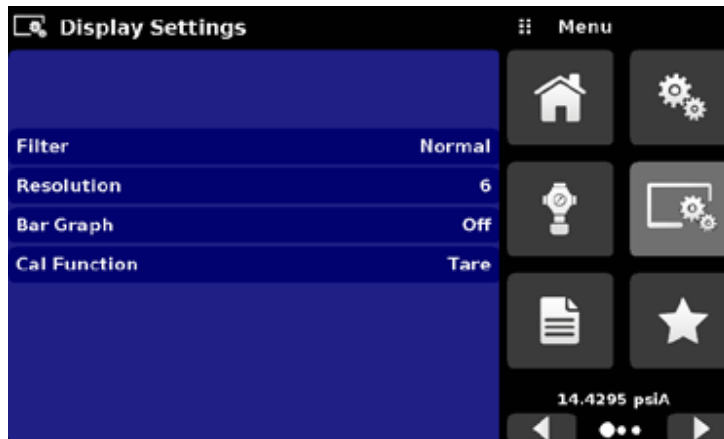 Display Settings
Menu
Filter Normal
Resolution 6
Bar Graph Off
Cal Function Tare
14.4295 psiA